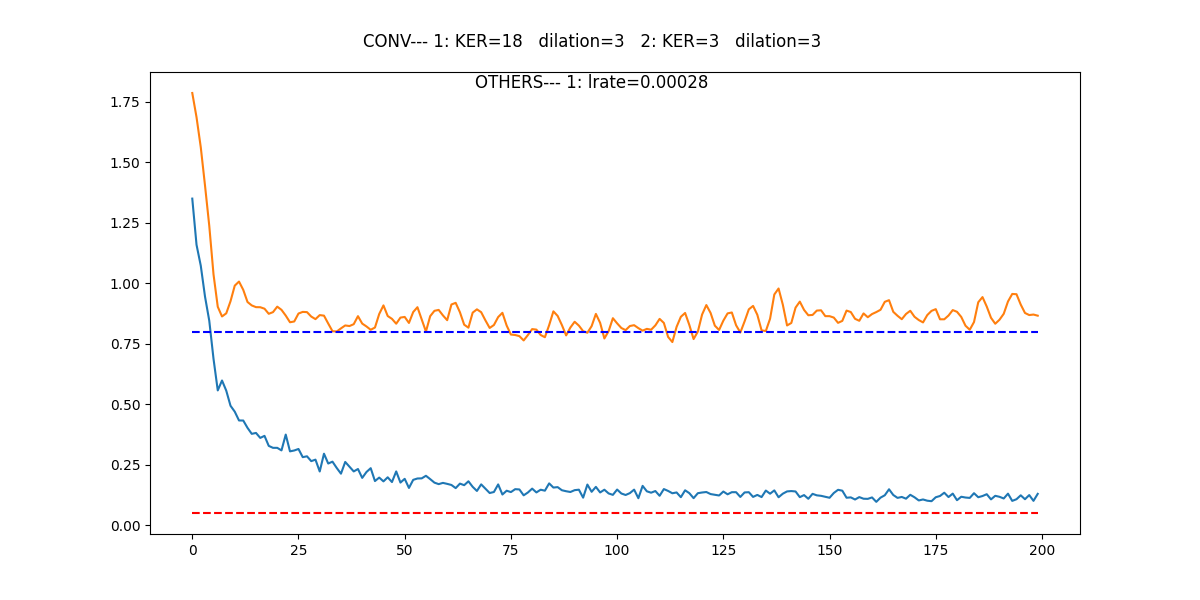 CONV--- 1: KER=18   dilation=3   2: KER=3   dilation=3
OTHERS--- 1: lrate=0.00028
1.75
1.50
1.25
1.00
0.75
0.50
0.25
0.00
0 25 50 75 100 125 150 175 200